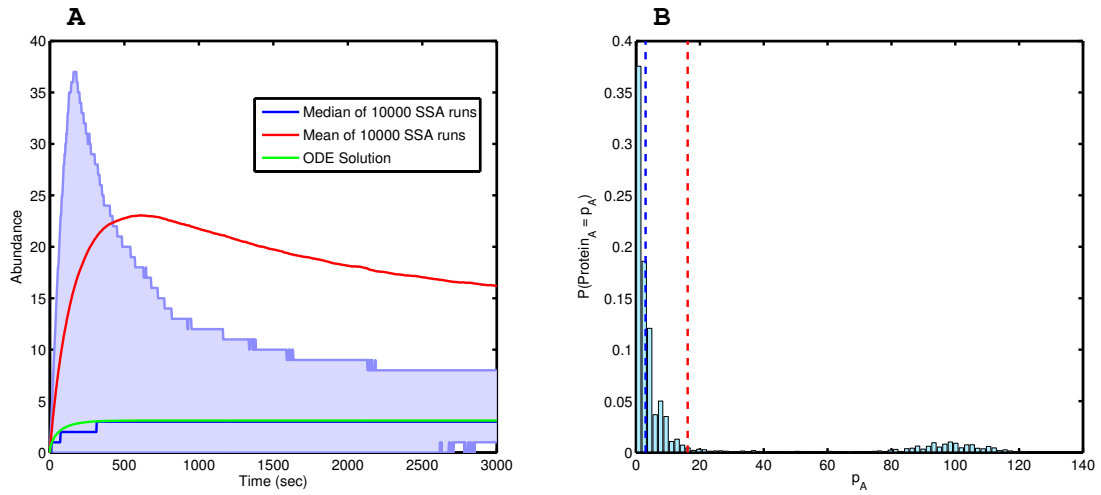 A
40
35
30
25
20
15
10
5
0
Abundance
0 500 1000 1500 2000 2500 3000
Time (sec)
Median of 10000 SSA runs
Mean of 10000 SSA runs
ODE Solution
B
0.4
0.35
0.3
0.25
0.2
0.15
0.1
0.05
0
P(Protein_A = p_A)
0 20 40 60 80 100 120 140
p_A